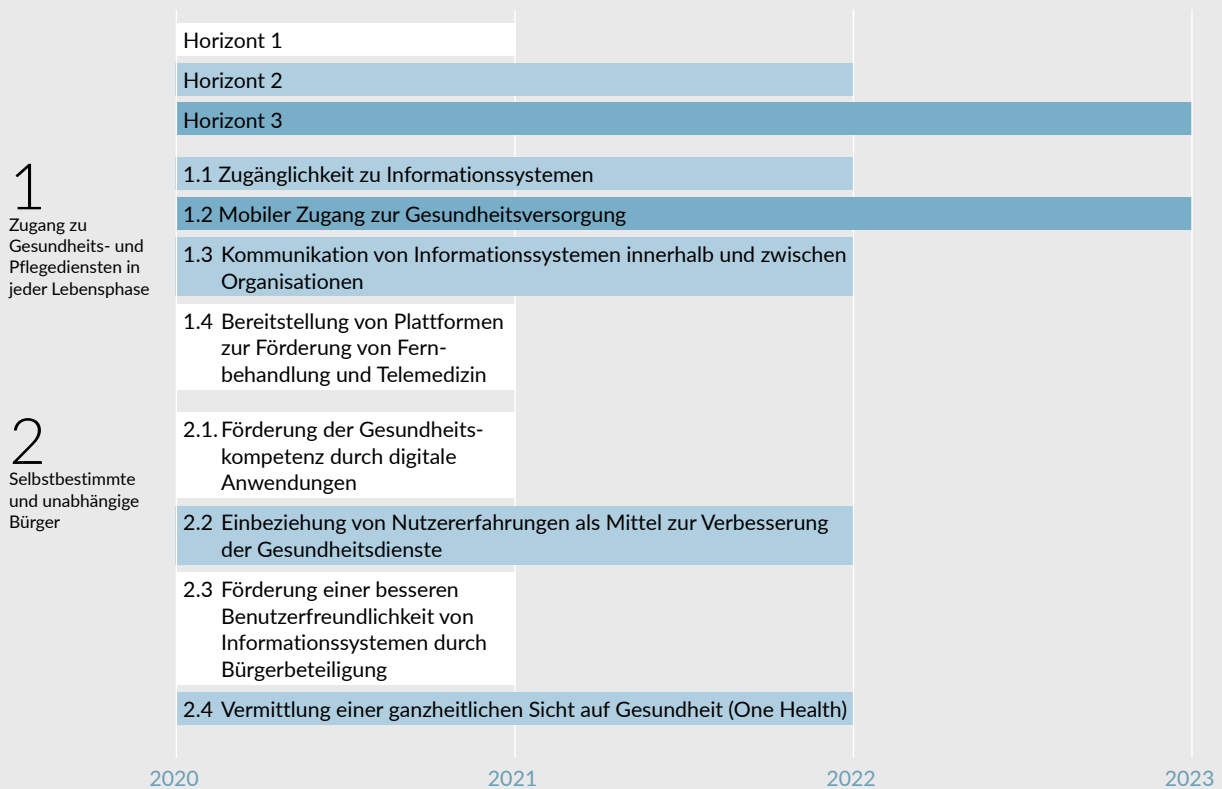 Horizont 1
Horizont 2
Horizont 3
1
Zugang zu
Gesundheits- und
Pflegediensten in
jeder Lebensphase
1.1 Zugänglichkeit zu Informationssystemen
1.2 Mobiler Zugang zur Gesundheitsversorgung
1.3 Kommunikation von Informationssystemen innerhalb und zwischen
Organisationen
1.4 Bereitstellung von Plattformen
zur Förderung von Fern-
behandlung und Telemedizin
2
Selbstbestimmte
und unabhängige
Bürger
2.1. Förderung der Gesundheits-
kompetenz durch digitale
Anwendungen
2.2 Einbeziehung von Nutzererfahrungen als Mittel zur Verbesserung
der Gesundheitsdienste
2.3 Förderung einer besseren
Benutzerfreundlichkeit von
Informationssystemen durch
Bürgerbeteiligung
2.4 Vermittlung einer ganzheitlichen Sicht auf Gesundheit (One Health)
2020 2021 2022 2023